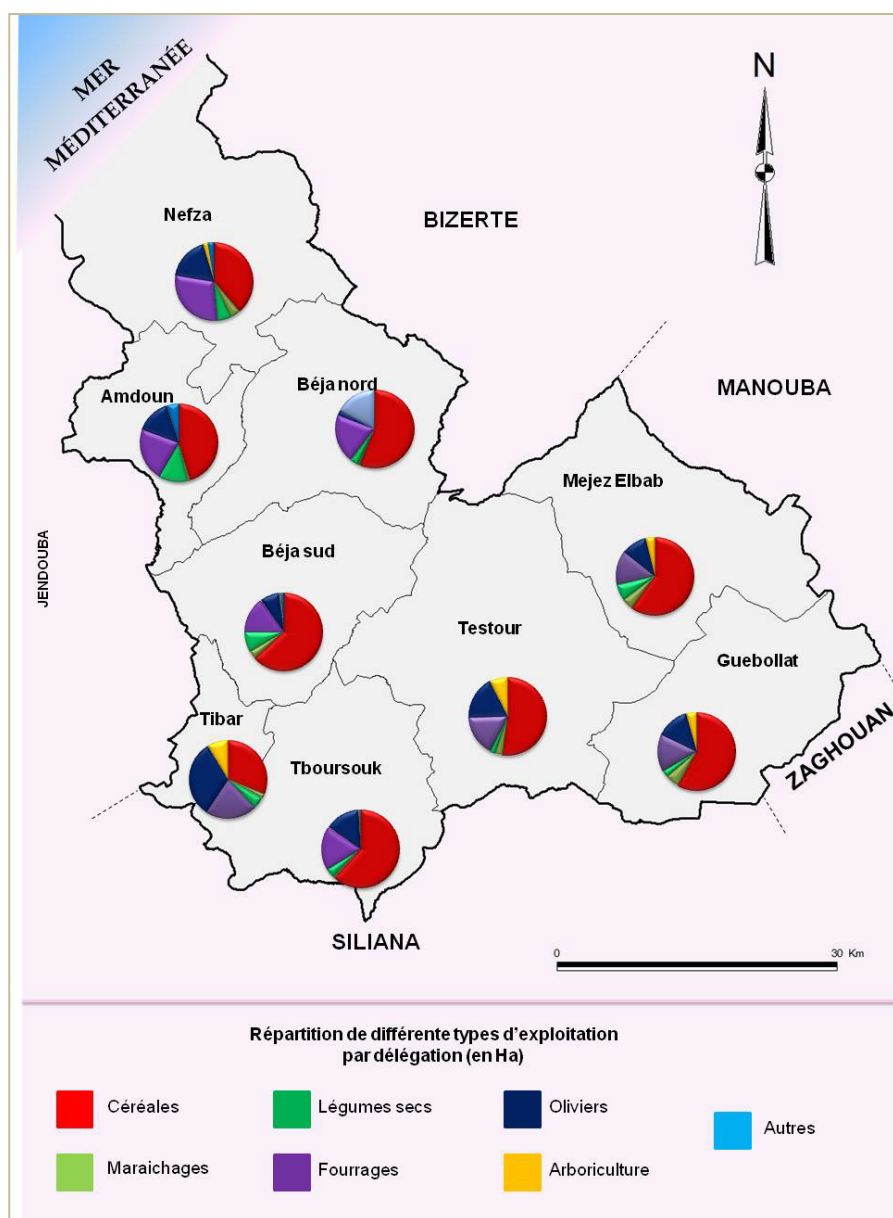 MER
MÉDITERRANÉE
N
Nefza
BIZERTE
Béja nord
Amdoun
MANOUBA
Mejez Elbab
JENDOUBA
Béja sud
Testour
Guebollat
Tibar
Tboursouk
ZAGHOUAN
SILIANA
0 30 Km
Répartition de différente types d’exploitation
par délégation (en Ha)
Céréales
Légumes secs
Oliviers
Autres
Maraichages
Fourrages
Arboriculture